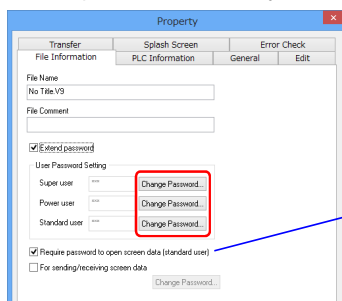 Property
Transfer Splash Screen Error Check
File Information PLC Information General Edit
File Name
No Title.V9
File Comment
Extend password
User Password Setting
Super user *** Change Password...
Power user *** Change Password...
Standard user *** Change Password...
Require password to open screen data (standard user)
For sending/receiving screen data
Change Password...